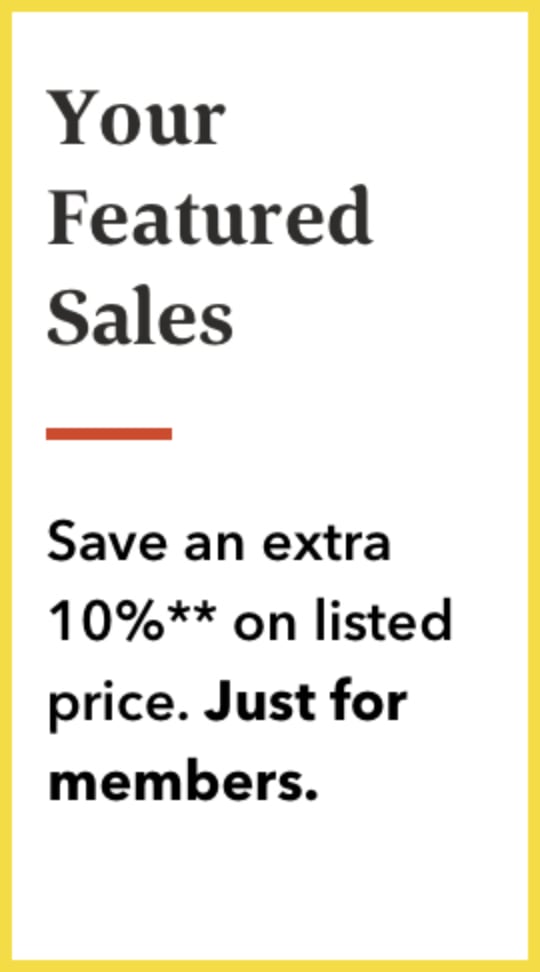 Your
Featured
Sales
Save an extra
10%** on listed
price. Just for
members.